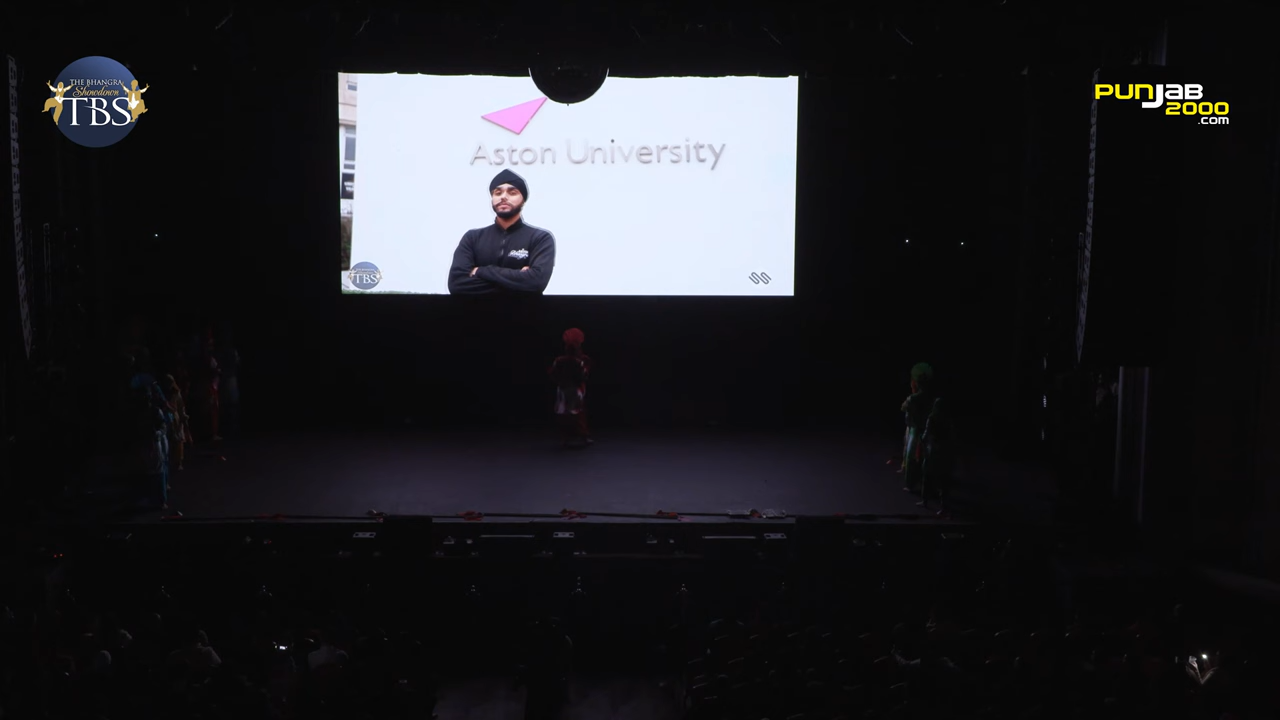 THE BHANGRA
Showdown
TBS
PUNJAB
2000
.com
Aston University
TBS